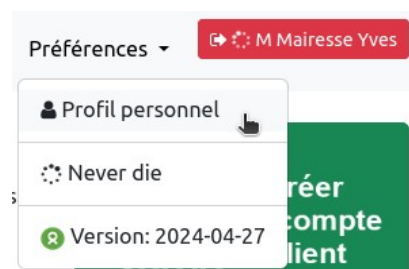 Préférences
M Mairesse Yves
Profil personnel
Never die
réer
compte
Version: 2024-04-27
lient